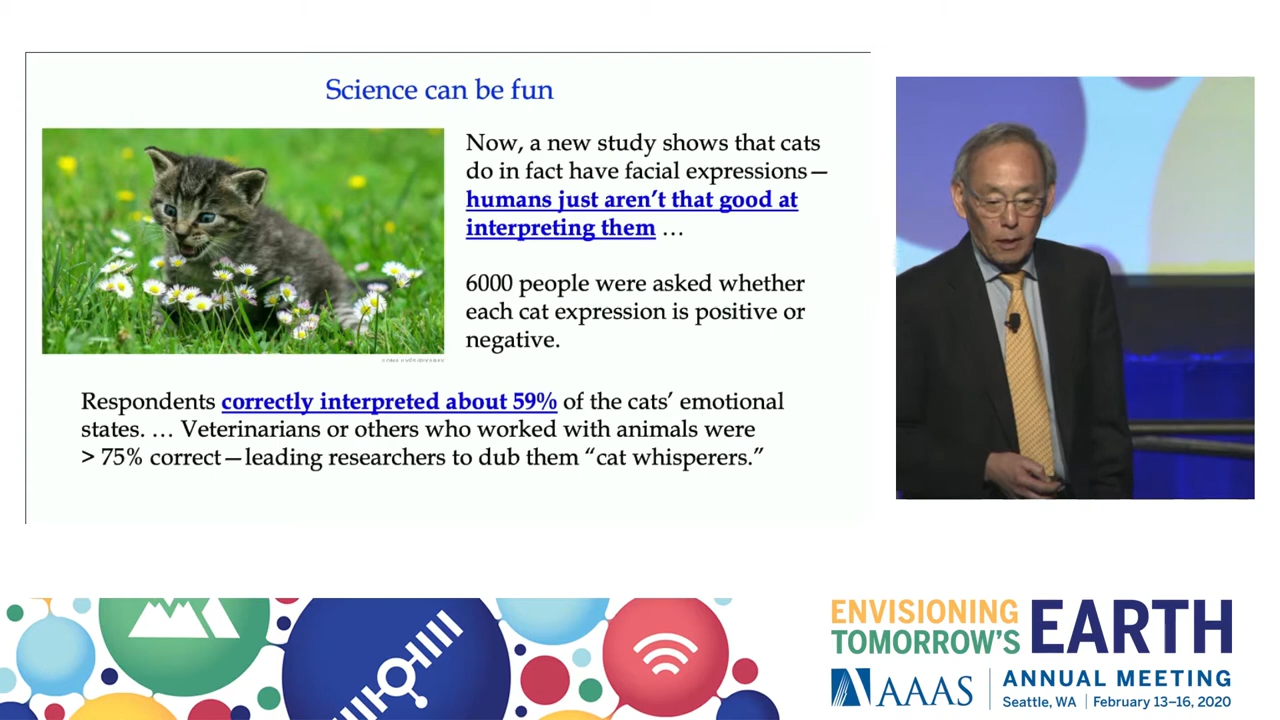 Science can be fun
Now, a new study shows that cats
do in fact have facial expressions—
humans just aren't that good at
interpreting them …
6000 people were asked whether
each cat expression is positive or
negative.
Respondents correctly interpreted about 59% of the cats' emotional
states. … Veterinarians or others who worked with animals were
> 75% correct—leading researchers to dub them “cat whisperers.”
ENVISIONING
TOMORROW'S
EARTH
AAAS
ANNUAL MEETING
Seattle, WA | February 13–16, 2020